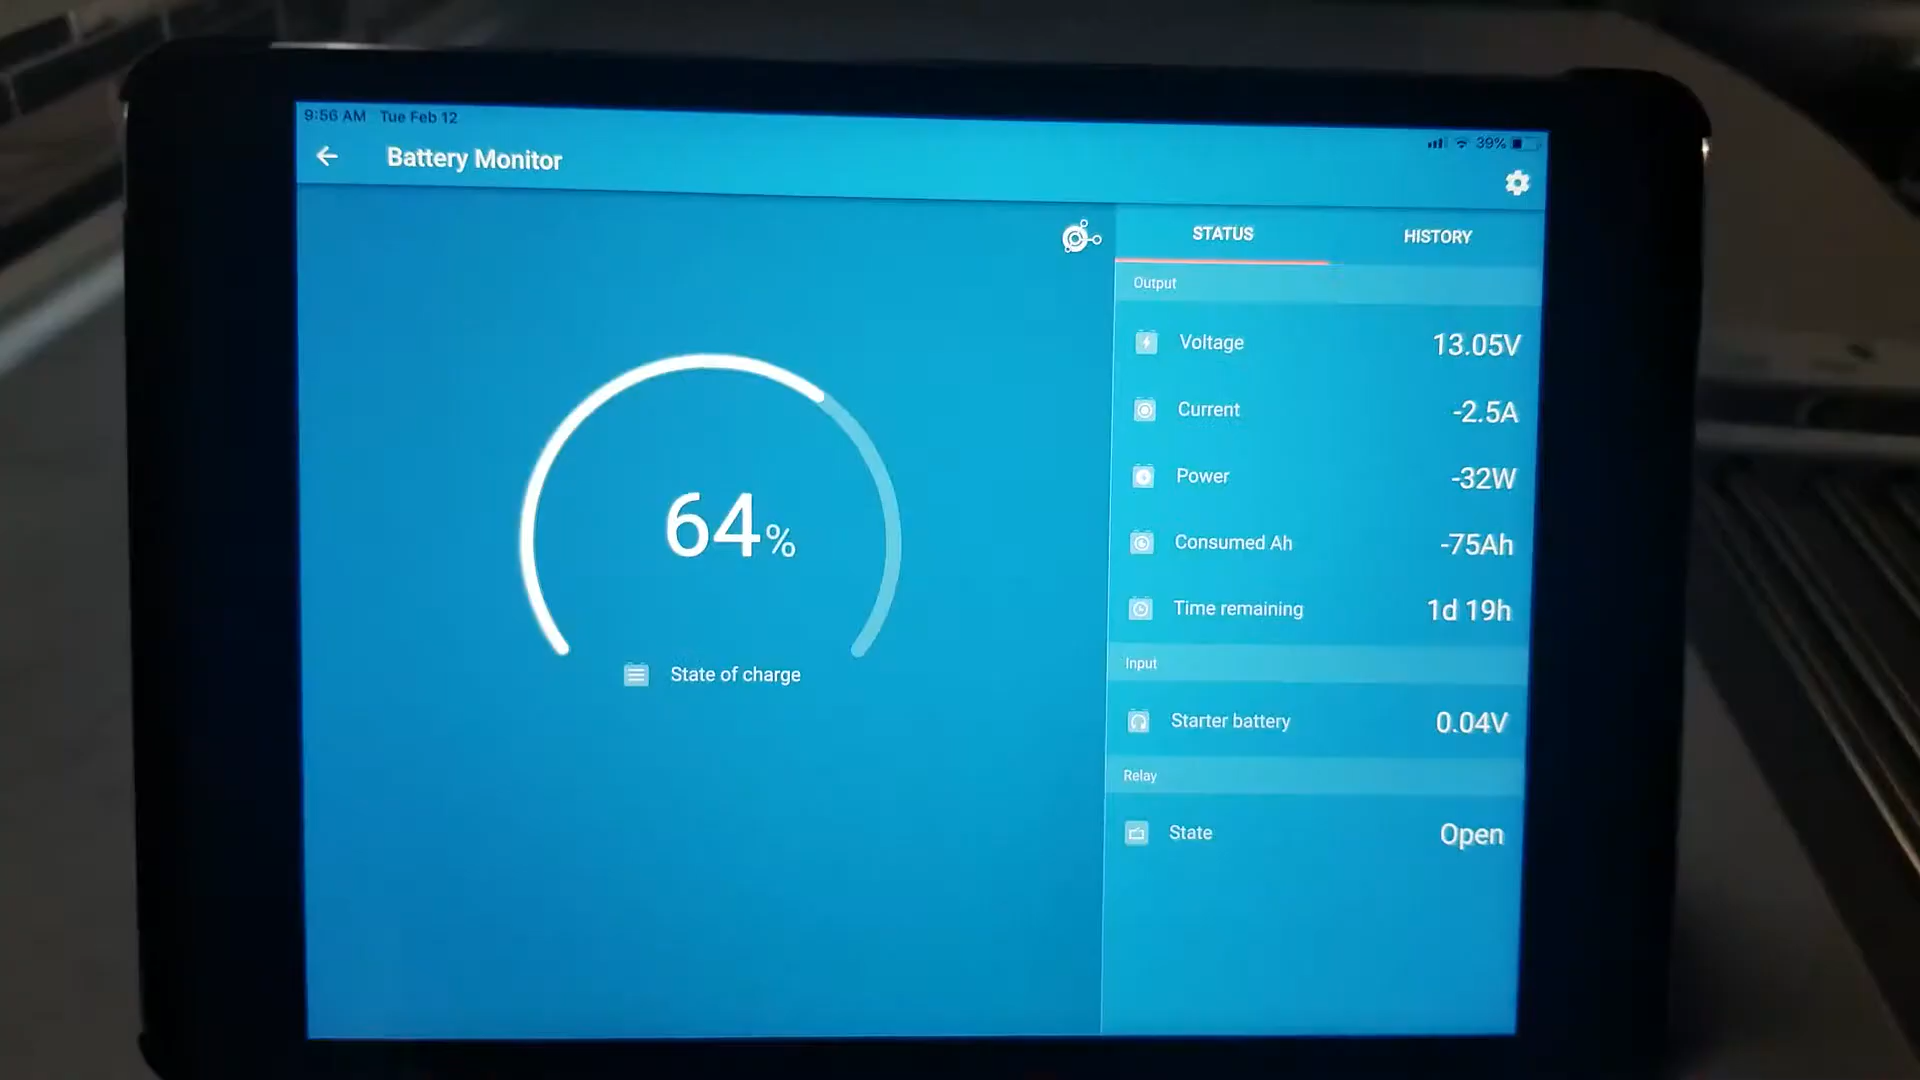 9:56 AM Tue Feb 12
39%
Battery Monitor
STATUS HISTORY
Output
Voltage 13.05V
Current -2.5A
Power -32W
Consumed Ah -75Ah
Time remaining 1d 19h
Input
Starter battery 0.04V
Relay
State Open
64%
State of charge